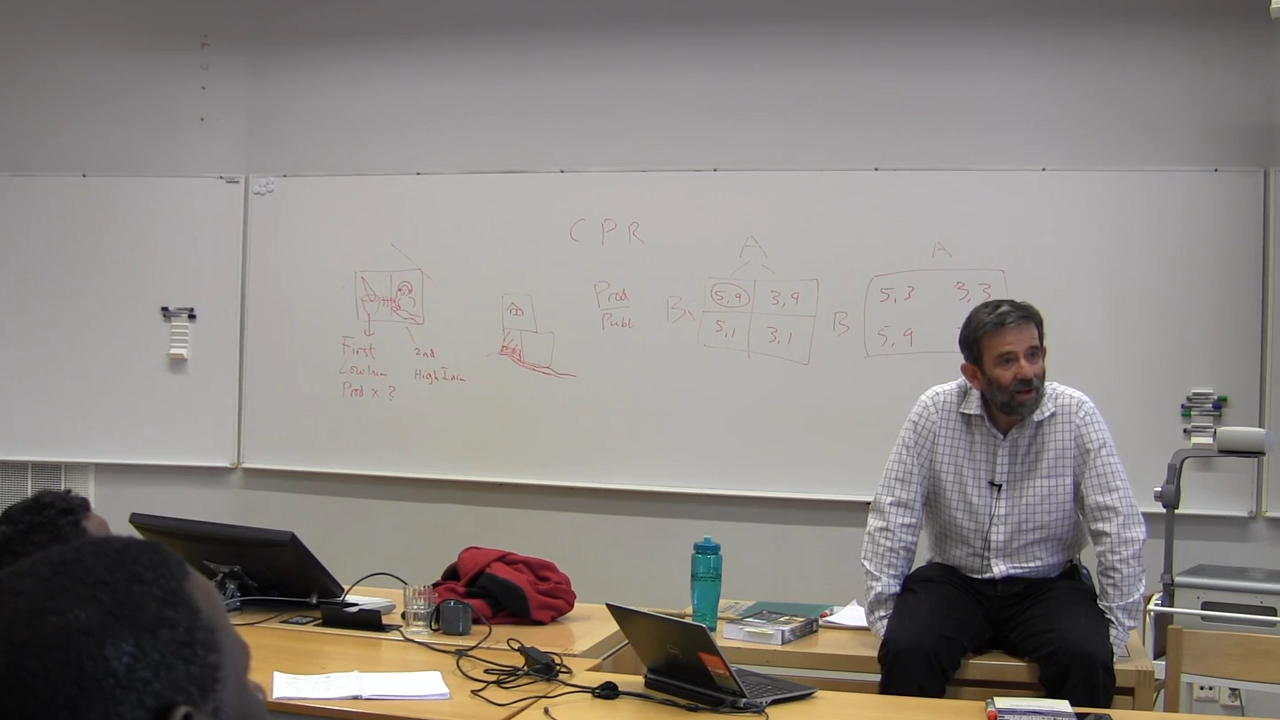 CPR
First
Prod x ?
2nd
Prod
Publ
A
B
5,9 3,9
5,1 3,1
A
B
5,3 3,3
5,9